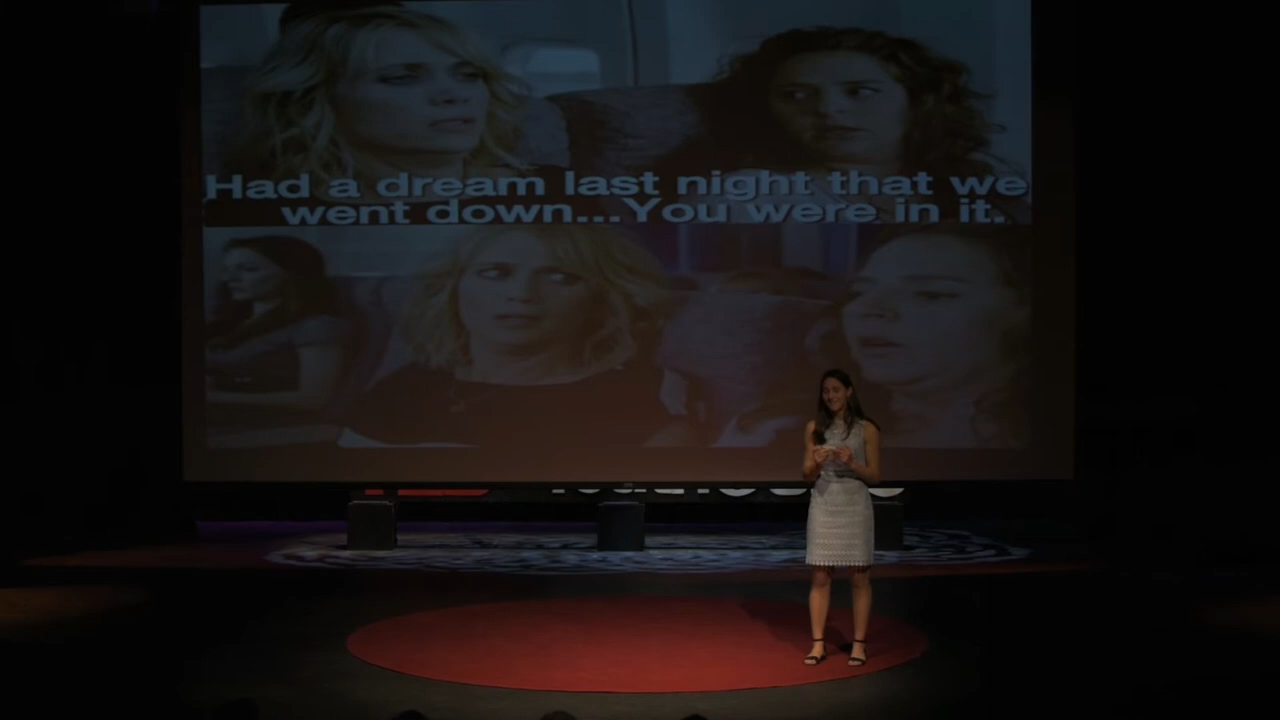 Had a dream last night that we
went down...You were in it.